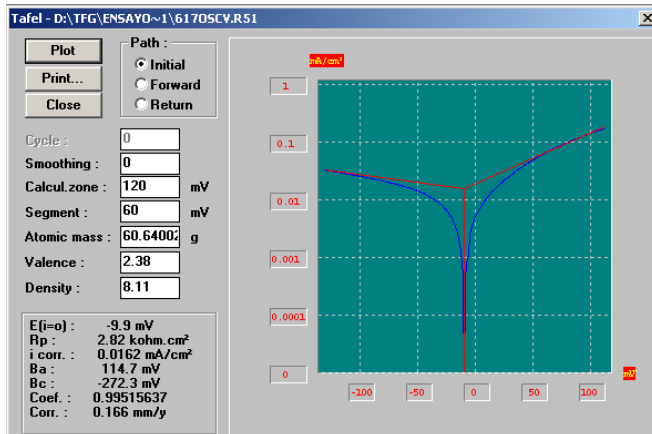 Tafel - D:\TFG\ENSAYO~1\617OSCV.R51
Plot
Print...
Close
Path :
Initial
Forward
Return
Cycle : 0
Smoothing : 0
Calcul.zone : 120 mV
Segment : 60 mV
Atomic mass : 60.64002 g
Valence : 2.38
Density : 8.11
E(i=o) : -9.9 mV
Rp : 2.82 kohm.cm²
i corr. : 0.0162 mA/cm²
Ba : 114.7 mV
Bc : -272.3 mV
Coef. : 0.99515637
Corr. : 0.166 mm/y
mA/cm²
1
0.1
0.01
0.001
0.0001
0
-100 -50 0 50 100
mV